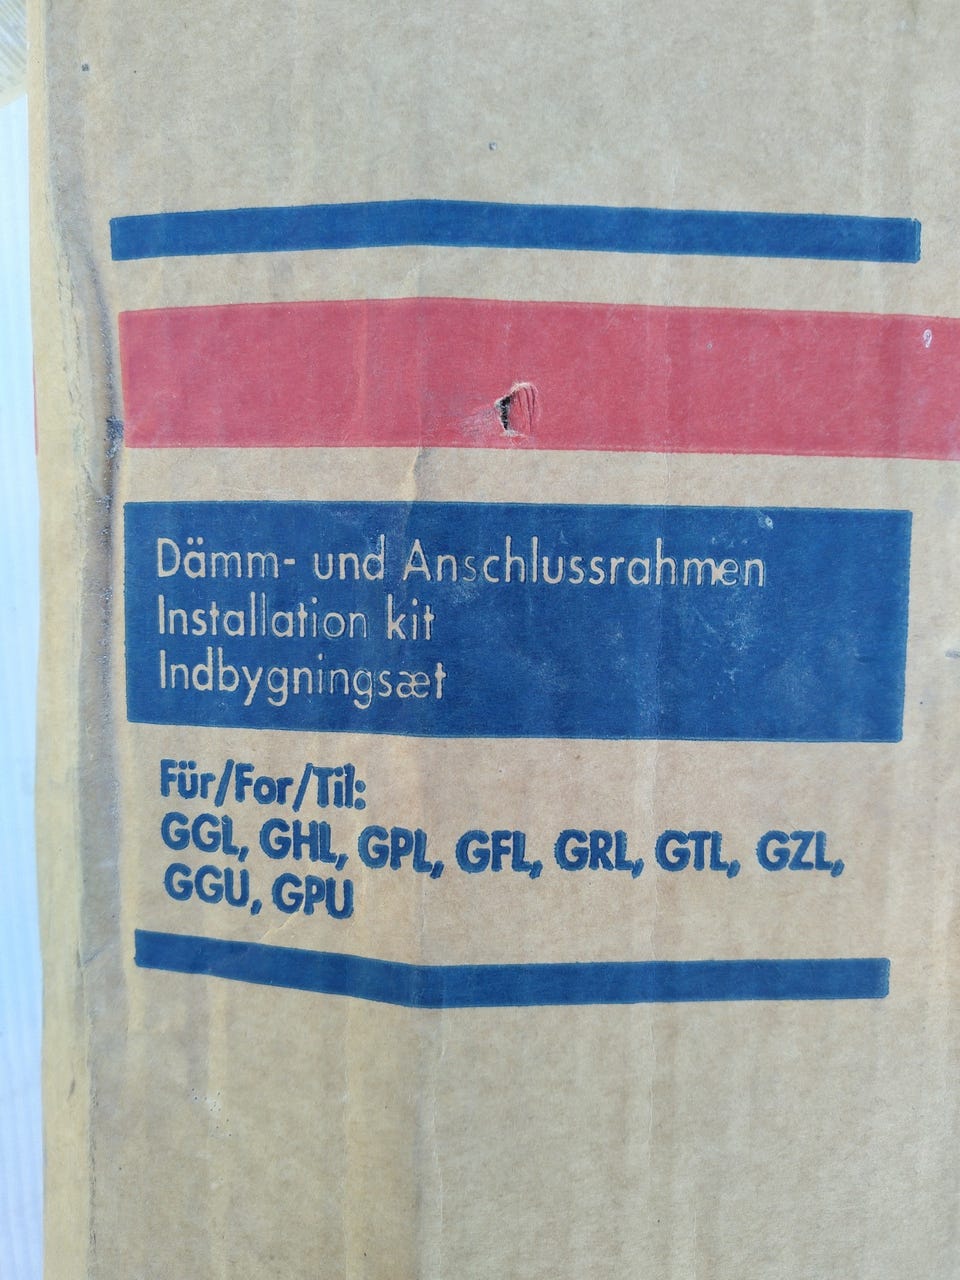 Dämm- und Anschlussrahmen
Installation kit
Indbygningsæt
Für/For/Til:
GGL, GHL, GPL, GFL, GRL, GTL, GZL,
GGU, GPU